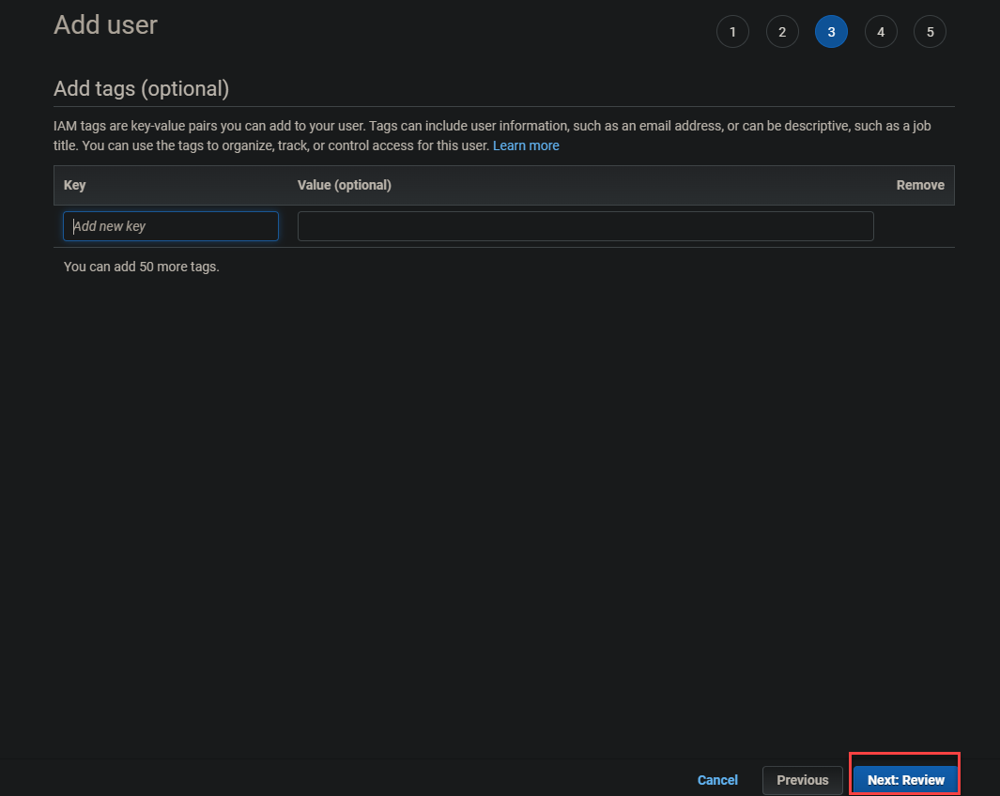 Add user
1 2 3 4 5
Add tags (optional)
IAM tags are key-value pairs you can add to your user. Tags can include user information, such as an email address, or can be descriptive, such as a job
title. You can use the tags to organize, track, or control access for this user. Learn more
Key Value (optional) Remove
Add new key
You can add 50 more tags.
Cancel Previous Next: Review